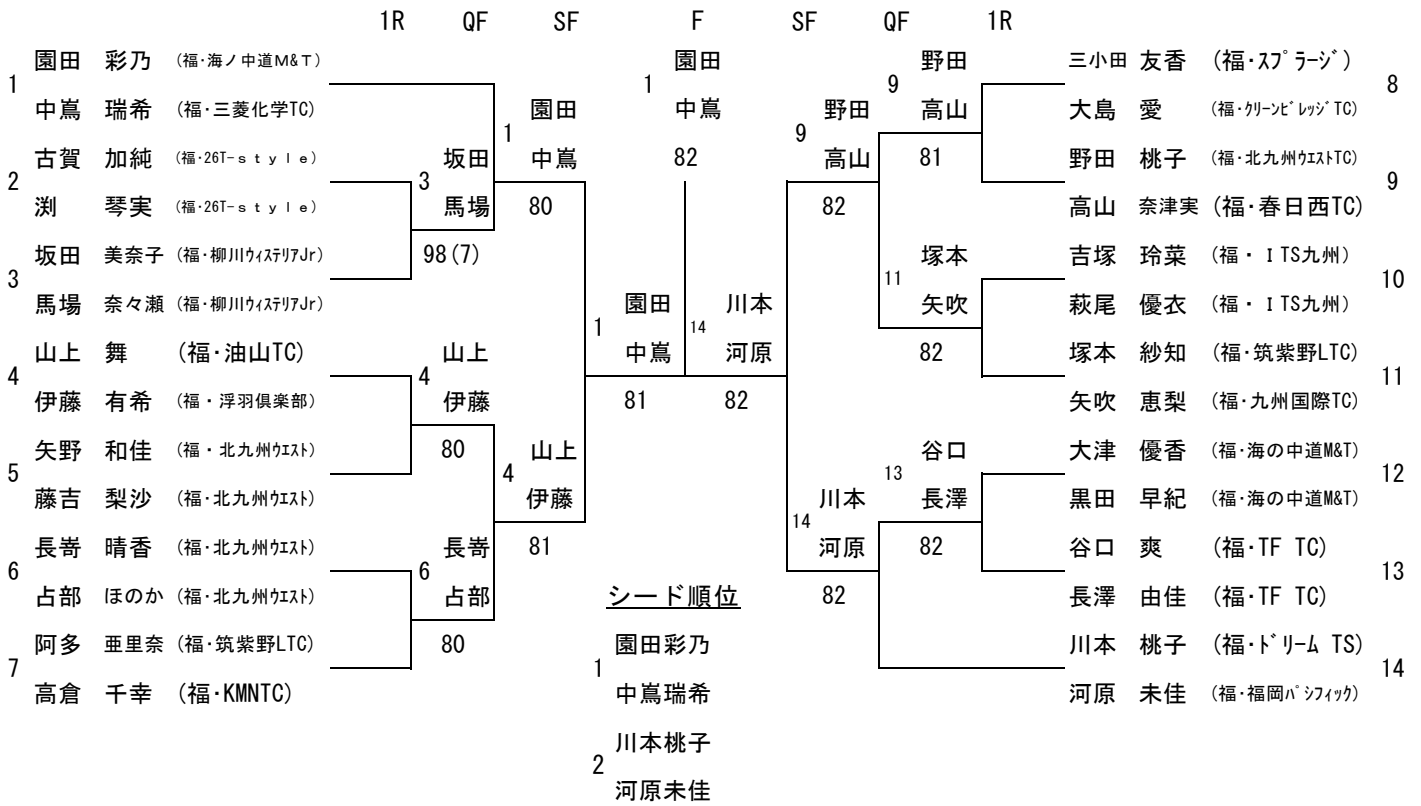 1R QF SF F SF QF 1R
1 園田 彩乃 (福・海ノ中道M&T)
中嶌 瑞希 (福・三菱化学TC)
2 古賀 加純 (福・26T-style)
渕 琴実 (福・26T-style)
3 坂田 美奈子 (福・柳川ウィステリアJr)
馬場 奈々瀬 (福・柳川ウィステリアJr)
4 山上 舞 (福・油山TC)
伊藤 有希 (福・浮羽倶楽部)
5 矢野 和佳 (福・北九州ウエスト)
藤吉 梨沙 (福・北九州ウエスト)
6 長嵜 晴香 (福・北九州ウエスト)
占部 ほのか (福・北九州ウエスト)
7 阿多 亜里奈 (福・筑紫野LTC)
高倉 千幸 (福・KMNTC)
3 坂田
馬場
98(7)
4 山上
伊藤
80
6 長嵜
占部
80
1 園田
中嶌
80
4 山上
伊藤
81
1 園田
中嶌
81
1 園田
中嶌
82
14 川本
河原
82
9 野田
高山
82
14 川本
河原
82
9 野田
高山
81
11 塚本
矢吹
82
13 谷口
長澤
82
三小田 友香 (福・スプラージ) 8
大島 愛 (福・クリーンビレッジTC)
野田 桃子 (福・北九州ウエストTC) 9
高山 奈津実 (福・春日西TC)
吉塚 玲菜 (福・ITS九州) 10
萩尾 優衣 (福・ITS九州)
塚本 紗知 (福・筑紫野LTC) 11
矢吹 恵梨 (福・九州国際TC)
大津 優香 (福・海の中道M&T) 12
黒田 早紀 (福・海の中道M&T)
谷口 爽 (福・TF TC) 13
長澤 由佳 (福・TF TC)
川本 桃子 (福・ドリーム TS) 14
河原 未佳 (福・福岡パシフィック)
シード順位
1 園田彩乃
中嶌瑞希
2 川本桃子
河原未佳